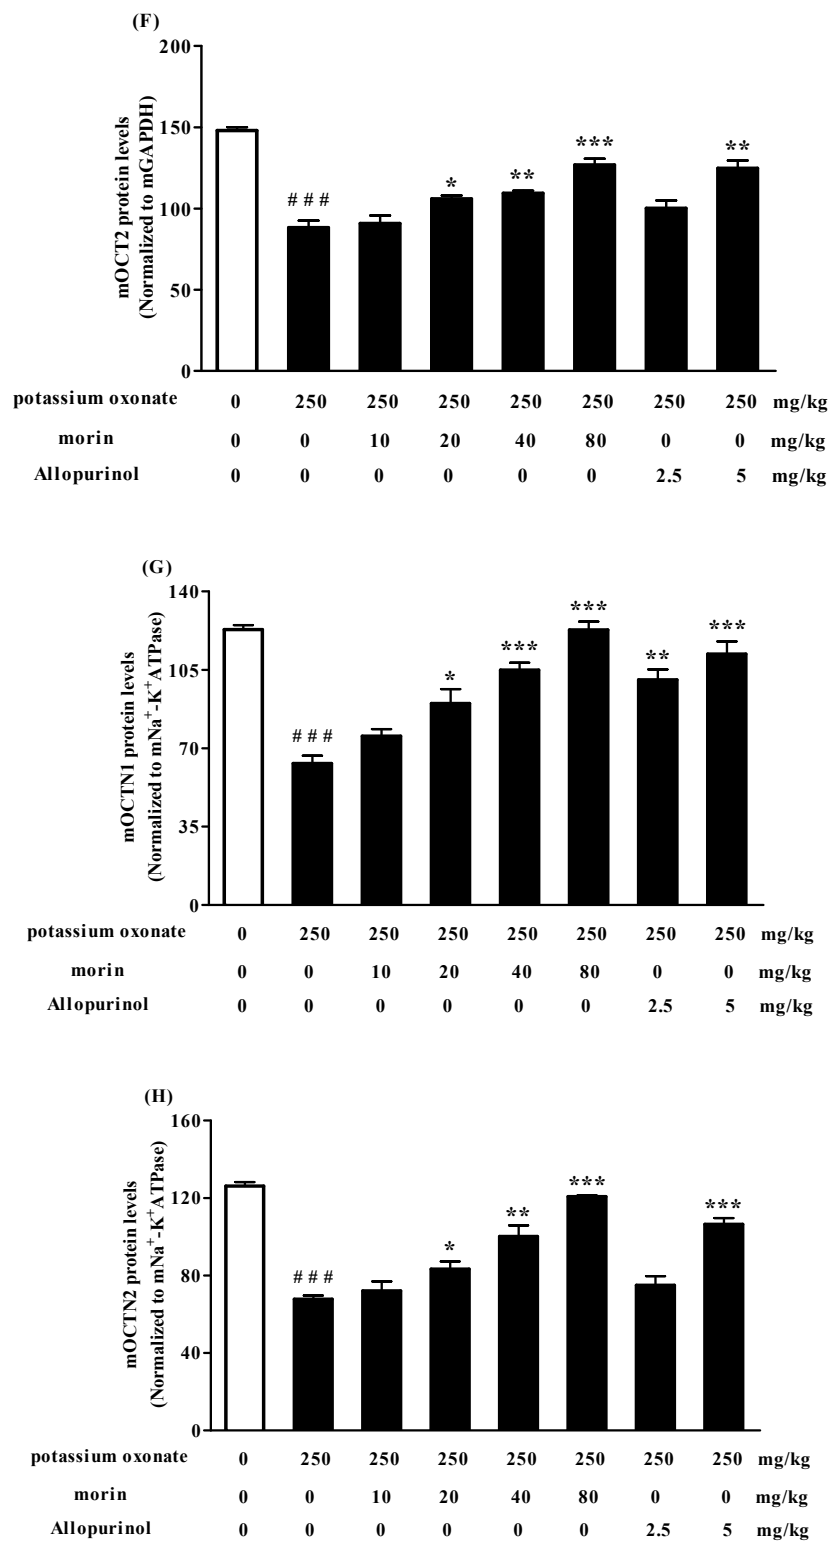 (F)
mOCT2 protein levels
(Normalized to mGAPDH)
200
150
100
50
0
###
*
**
***
**
potassium oxonate 0 250 250 250 250 250 250 250 mg/kg
morin 0 0 10 20 40 80 0 0 mg/kg
Allopurinol 0 0 0 0 0 0 2.5 5 mg/kg
(G)
mOCTN1 protein levels
(Normalized to mNa+-K+ATPase)
140
105
70
35
0
###
*
***
***
**
***
potassium oxonate 0 250 250 250 250 250 250 250 mg/kg
morin 0 0 10 20 40 80 0 0 mg/kg
Allopurinol 0 0 0 0 0 0 2.5 5 mg/kg
(H)
mOCTN2 protein levels
(Normalized to mNa+-K+ATPase)
160
120
80
40
0
###
*
**
***
***
potassium oxonate 0 250 250 250 250 250 250 250 mg/kg
morin 0 0 10 20 40 80 0 0 mg/kg
Allopurinol 0 0 0 0 0 0 2.5 5 mg/kg